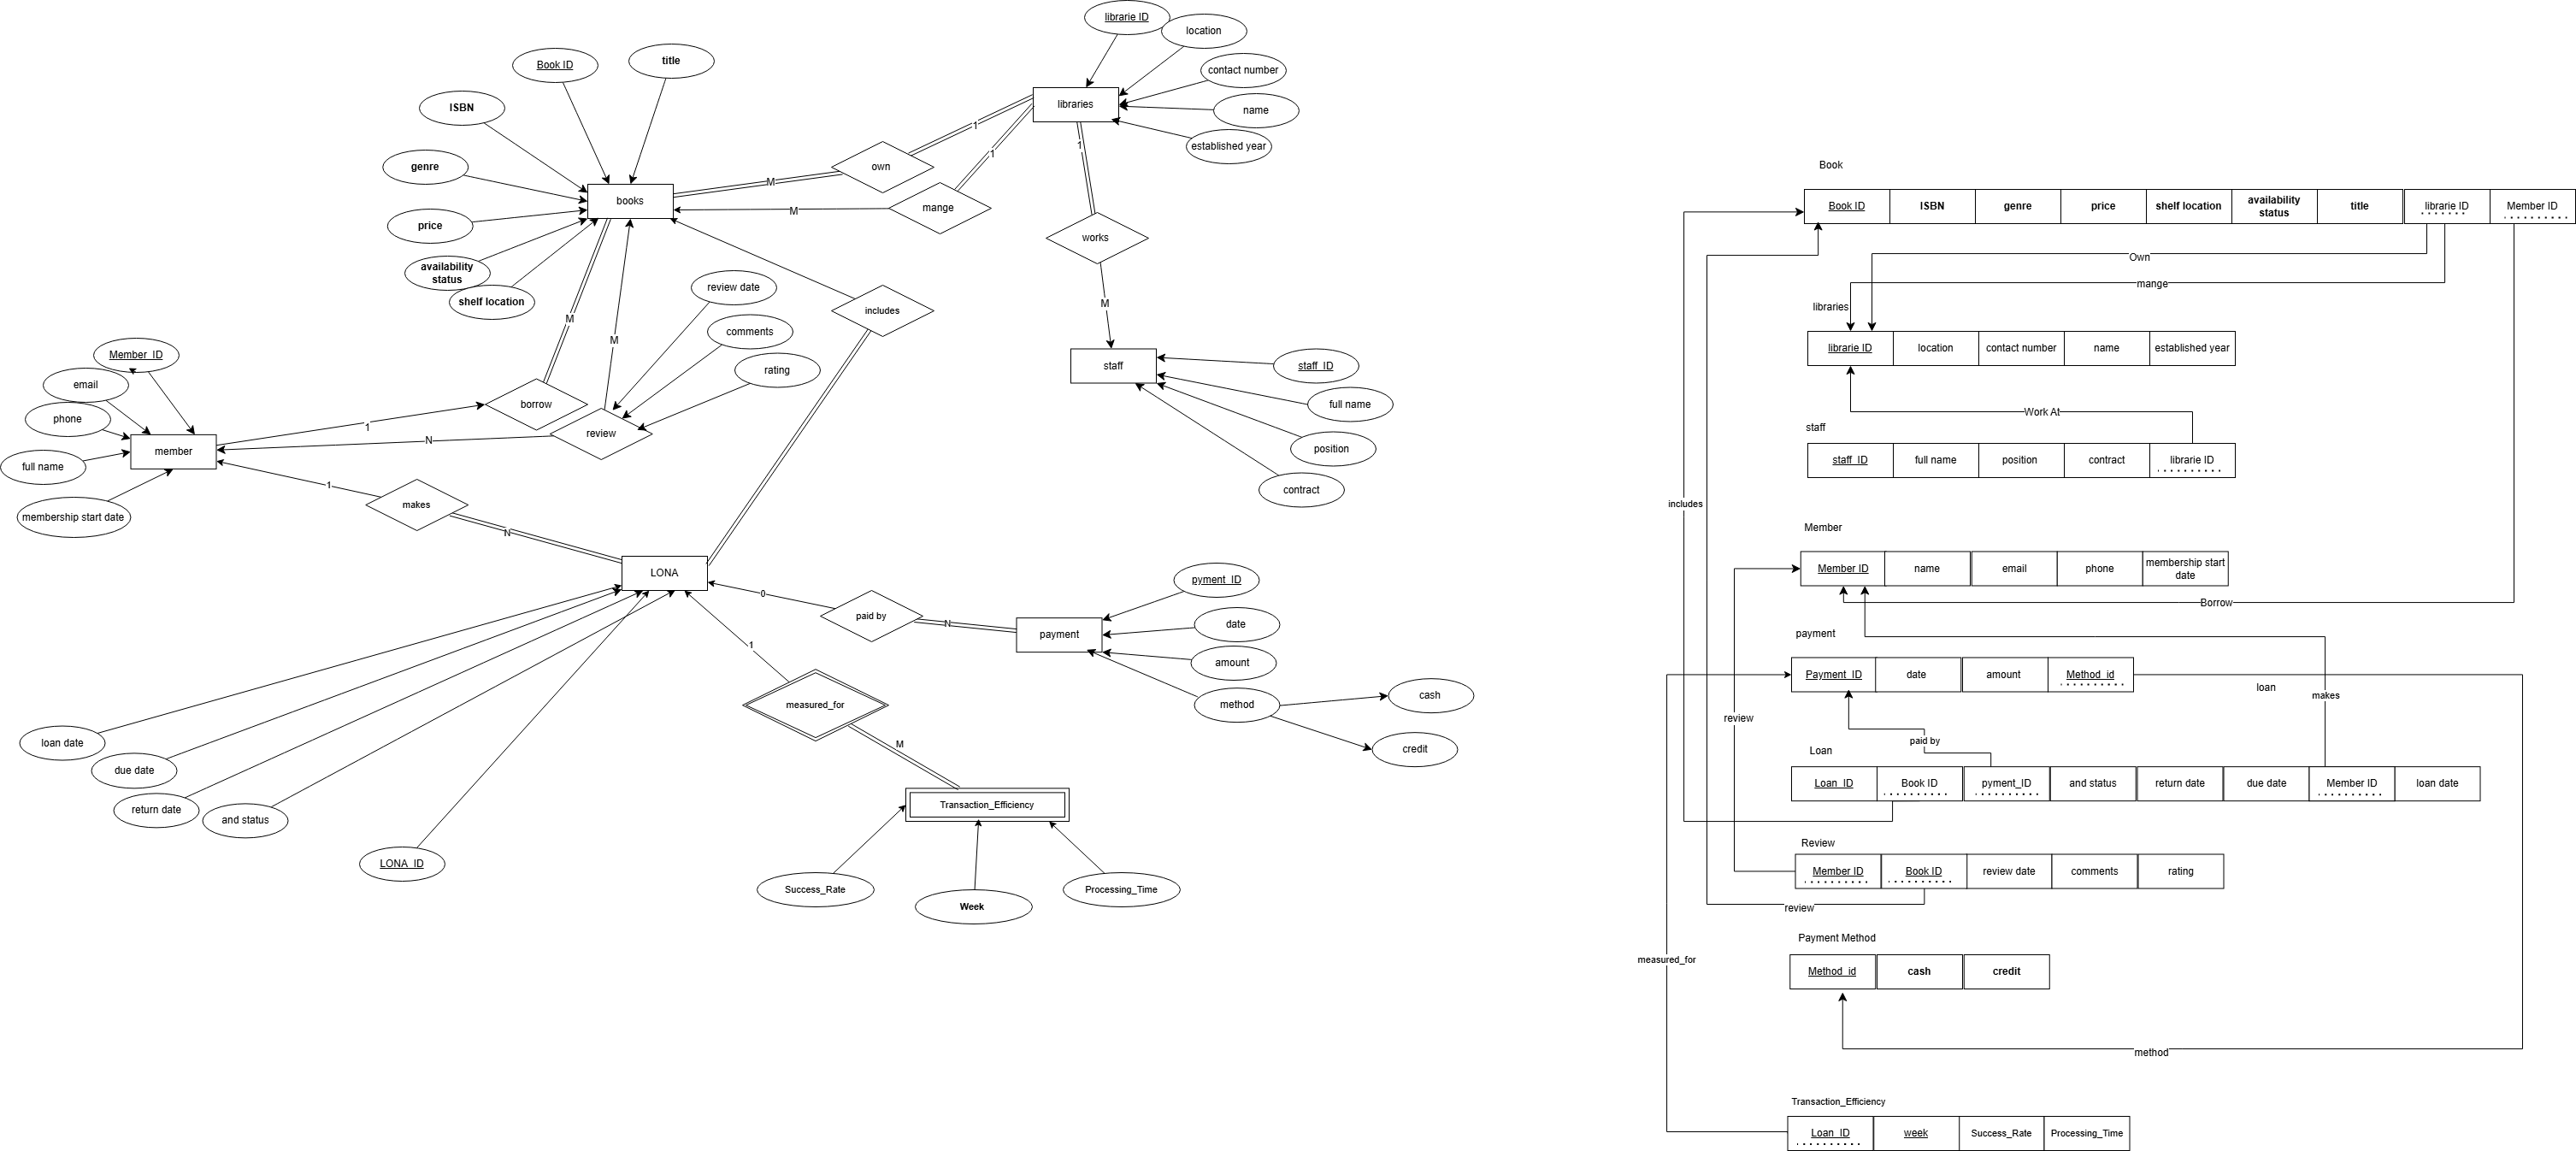 librarie ID
location
contact number
name
established year
libraries
Book ID
title
ISBN
genre
price
availability
status
shelf location
books
own
1
M
mange
1
M
1
works
M
staff
staff_ID
full name
position
contract
includes
review date
comments
rating
M
M
borrow
review
1
N
Member_ID
email
phone
full name
membership start date
member
1
makes
N
LONA
0
paid by
N
payment
pyment_ID
date
amount
method
cash
credit
1
measured_for
M
Transaction_Efficiency
Success_Rate
Week
Processing_Time
loan date
due date
return date
and status
LONA_ID
Book
Book ID ISBN genre price shelf location availability status title librarie ID Member ID
Own
mange
libraries
librarie ID location contact number name established year
Work At
staff
staff_ID full name position contract librarie ID
includes
Member
Member ID name email phone membership start date
Borrow
payment
Payment_ID date amount Method_id
loan
makes
review
paid by
Loan
Loan_ID Book ID pyment_ID and status return date due date Member ID loan date
Review
Member ID Book ID review date comments rating
review
Payment Method
Method_id cash credit
measured_for
method
Transaction_Efficiency
Loan_ID week Success_Rate Processing_Time